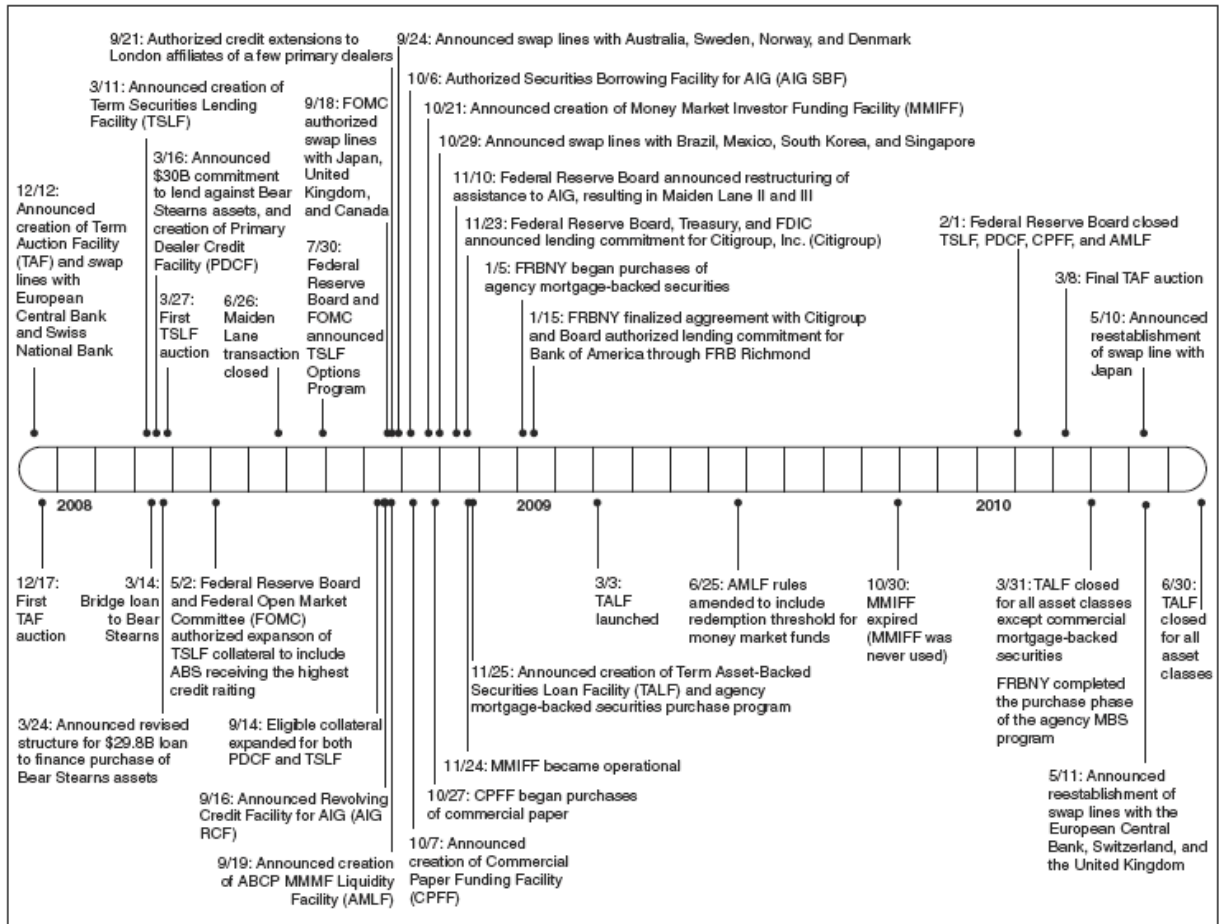 9/21: Authorized credit extensions to
London affiliates of a few primary dealers
9/24: Announced swap lines with Australia, Sweden, Norway, and Denmark
3/11: Announced creation of
Term Securities Lending
Facility (TSLF)
9/18: FOMC
authorized
swap lines
with Japan,
United
Kingdom,
and Canada
10/6: Authorized Securities Borrowing Facility for AIG (AIG SBF)
10/21: Announced creation of Money Market Investor Funding Facility (MMIFF)
10/29: Announced swap lines with Brazil, Mexico, South Korea, and Singapore
3/16: Announced
$30B commitment
to lend against Bear
Stearns assets, and
creation of Primary
Dealer Credit
Facility (PDCF)
12/12:
Announced
creation of Term
Auction Facility
(TAF) and swap
lines with
European
Central Bank
and Swiss
National Bank
11/10: Federal Reserve Board announced restructuring of
assistance to AIG, resulting in Maiden Lane II and III
11/23: Federal Reserve Board, Treasury, and FDIC
announced lending commitment for Citigroup, Inc. (Citigroup)
2/1: Federal Reserve Board closed
TSLF, PDCF, CPFF, and AMLF
7/30:
Federal
Reserve
Board and
FOMC
announced
TSLF
Options
Program
1/5: FRBNY began purchases of
agency mortgage-backed securities
3/8: Final TAF auction
3/27:
First
TSLF
auction
6/26:
Maiden
Lane
transaction
closed
1/15: FRBNY finalized aggreement with Citigroup
and Board authorized lending commitment for
Bank of America through FRB Richmond
5/10: Announced
reestablishment
of swap line with
Japan
2008
2009
2010
12/17:
First
TAF
auction
3/14:
Bridge loan
to Bear
Stearns
5/2: Federal Reserve Board
and Federal Open Market
Committee (FOMC)
authorized expanson of
TSLF collateral to include
ABS receiving the highest
credit raiting
3/3:
TALF
launched
6/25: AMLF rules
amended to include
redemption threshold for
money market funds
10/30:
MMIFF
expired
(MMIFF was
never used)
3/31: TALF closed
for all asset classes
except commercial
mortgage-backed
securities
FRBNY completed
the purchase phase
of the agency MBS
program
6/30:
TALF
closed
for all
asset
classes
11/25: Announced creation of Term Asset-Backed
Securities Loan Facility (TALF) and agency
mortgage-backed securities purchase program
3/24: Announced revised
structure for $29.8B loan
to finance purchase of
Bear Stearns assets
9/14: Eligible collateral
expanded for both
PDCF and TSLF
11/24: MMIFF became operational
9/16: Announced Revolving
Credit Facility for AIG (AIG
RCF)
10/27: CPFF began purchases
of commercial paper
5/11: Announced
reestablishment of
swap lines with the
European Central
Bank, Switzerland, and
the United Kingdom
10/7: Announced
creation of Commercial
Paper Funding Facility
(CPFF)
9/19: Announced creation
of ABCP MMMF Liquidity
Facility (AMLF)